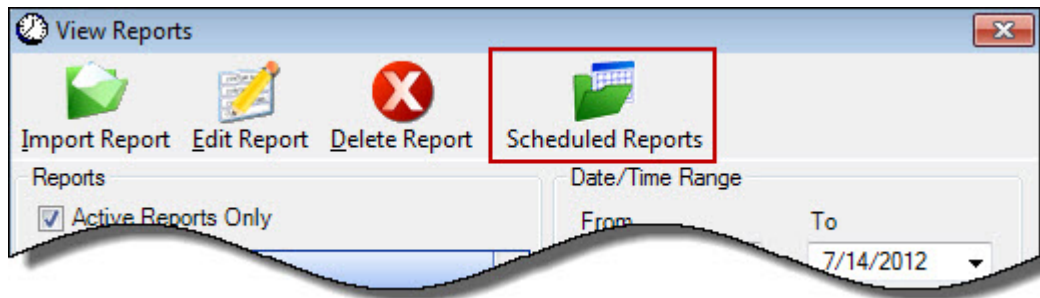 View Reports
Import Report Edit Report Delete Report Scheduled Reports
Reports Date/Time Range
Active Reports Only From To
7/14/2012